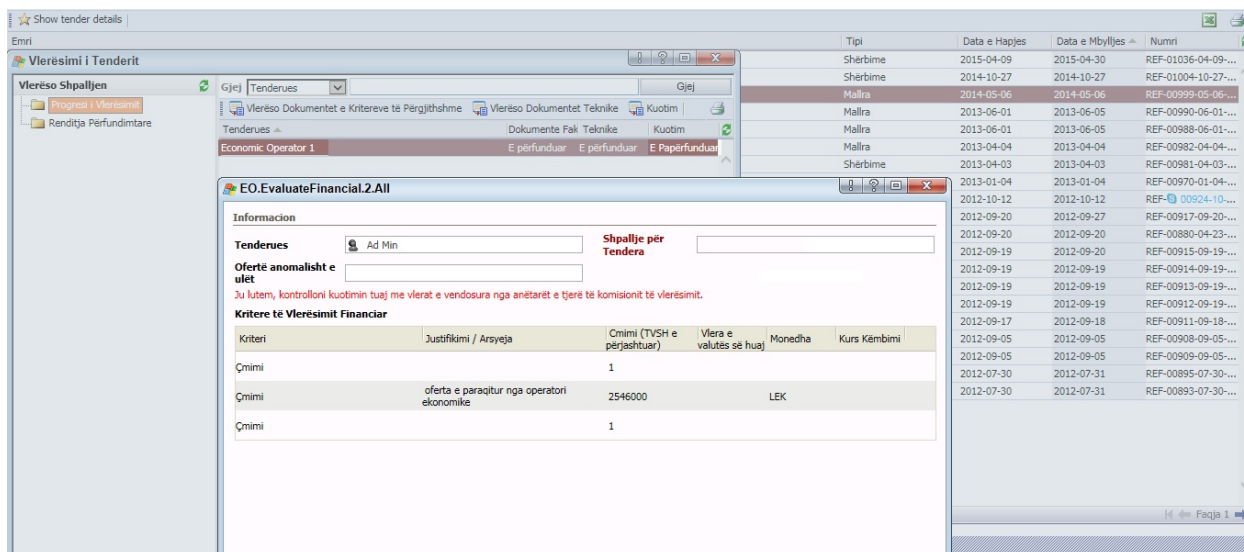 Show tender details
Emri Tipi Data e Hapjes Data e Mbylljes Numri
Shërbime 2015-04-09 2015-04-30 REF-01036-04-09-...
Shërbime 2014-10-27 2014-10-27 REF-01004-10-27-...
Mallra 2014-05-06 2014-05-06 REF-00999-05-06-...
Mallra 2013-06-01 2013-06-05 REF-00990-06-01-...
Mallra 2013-06-01 2013-06-05 REF-00988-06-01-...
Mallra 2013-04-04 2013-04-04 REF-00982-04-04-...
Shërbime 2013-04-03 2013-04-03 REF-00981-04-03-...
2013-01-04 2013-01-04 REF-00970-01-04-...
2012-10-12 2012-10-12 REF- 00924-10-...
2012-09-20 2012-09-27 REF-00917-09-20-...
2012-09-20 2012-09-20 REF-00880-04-23-...
2012-09-19 2012-09-20 REF-00915-09-19-...
2012-09-19 2012-09-19 REF-00914-09-19-...
2012-09-19 2012-09-19 REF-00913-09-19-...
2012-09-19 2012-09-19 REF-00912-09-19-...
2012-09-17 2012-09-18 REF-00911-09-18-...
2012-09-05 2012-09-05 REF-00908-09-05-...
2012-09-05 2012-09-05 REF-00909-09-05-...
2012-07-30 2012-07-31 REF-00895-07-30-...
2012-07-30 2012-07-31 REF-00893-07-30-...
Faqja 1
Vlerësimi i Tenderit
Vlerëso Shpalljen
Progresi i Vlerësimit
Renditja Përfundimtare
Gjej Tenderues Gjej
Vlerëso Dokumentet e Kritereve të Përgjithshme Vlerëso Dokumentet Teknike Kuotim
Tenderues Dokumente Fak Teknike Kuotim
Economic Operator 1 E përfunduar E përfunduar E Papërfunduar
EO.EvaluateFinancial.2.All
Informacion
Tenderues Ad Min Shpallje për Tendera
Ofertë anomalisht e ulët
Ju lutem, kontrolloni kuotimin tuaj me vlerat e vendosura nga anëtarët e tjerë të komisionit të vlerësimit.
Kritere të Vlerësimit Financiar
Kriteri Justifikimi / Arsyeja Cmimi (TVSH e përjashtuar) Vlera e valutës së huaj Monedha Kurs Këmbimi
Çmimi 1
Çmimi oferta e paraqitur nga operatori ekonomike 2546000 LEK
Çmimi 1